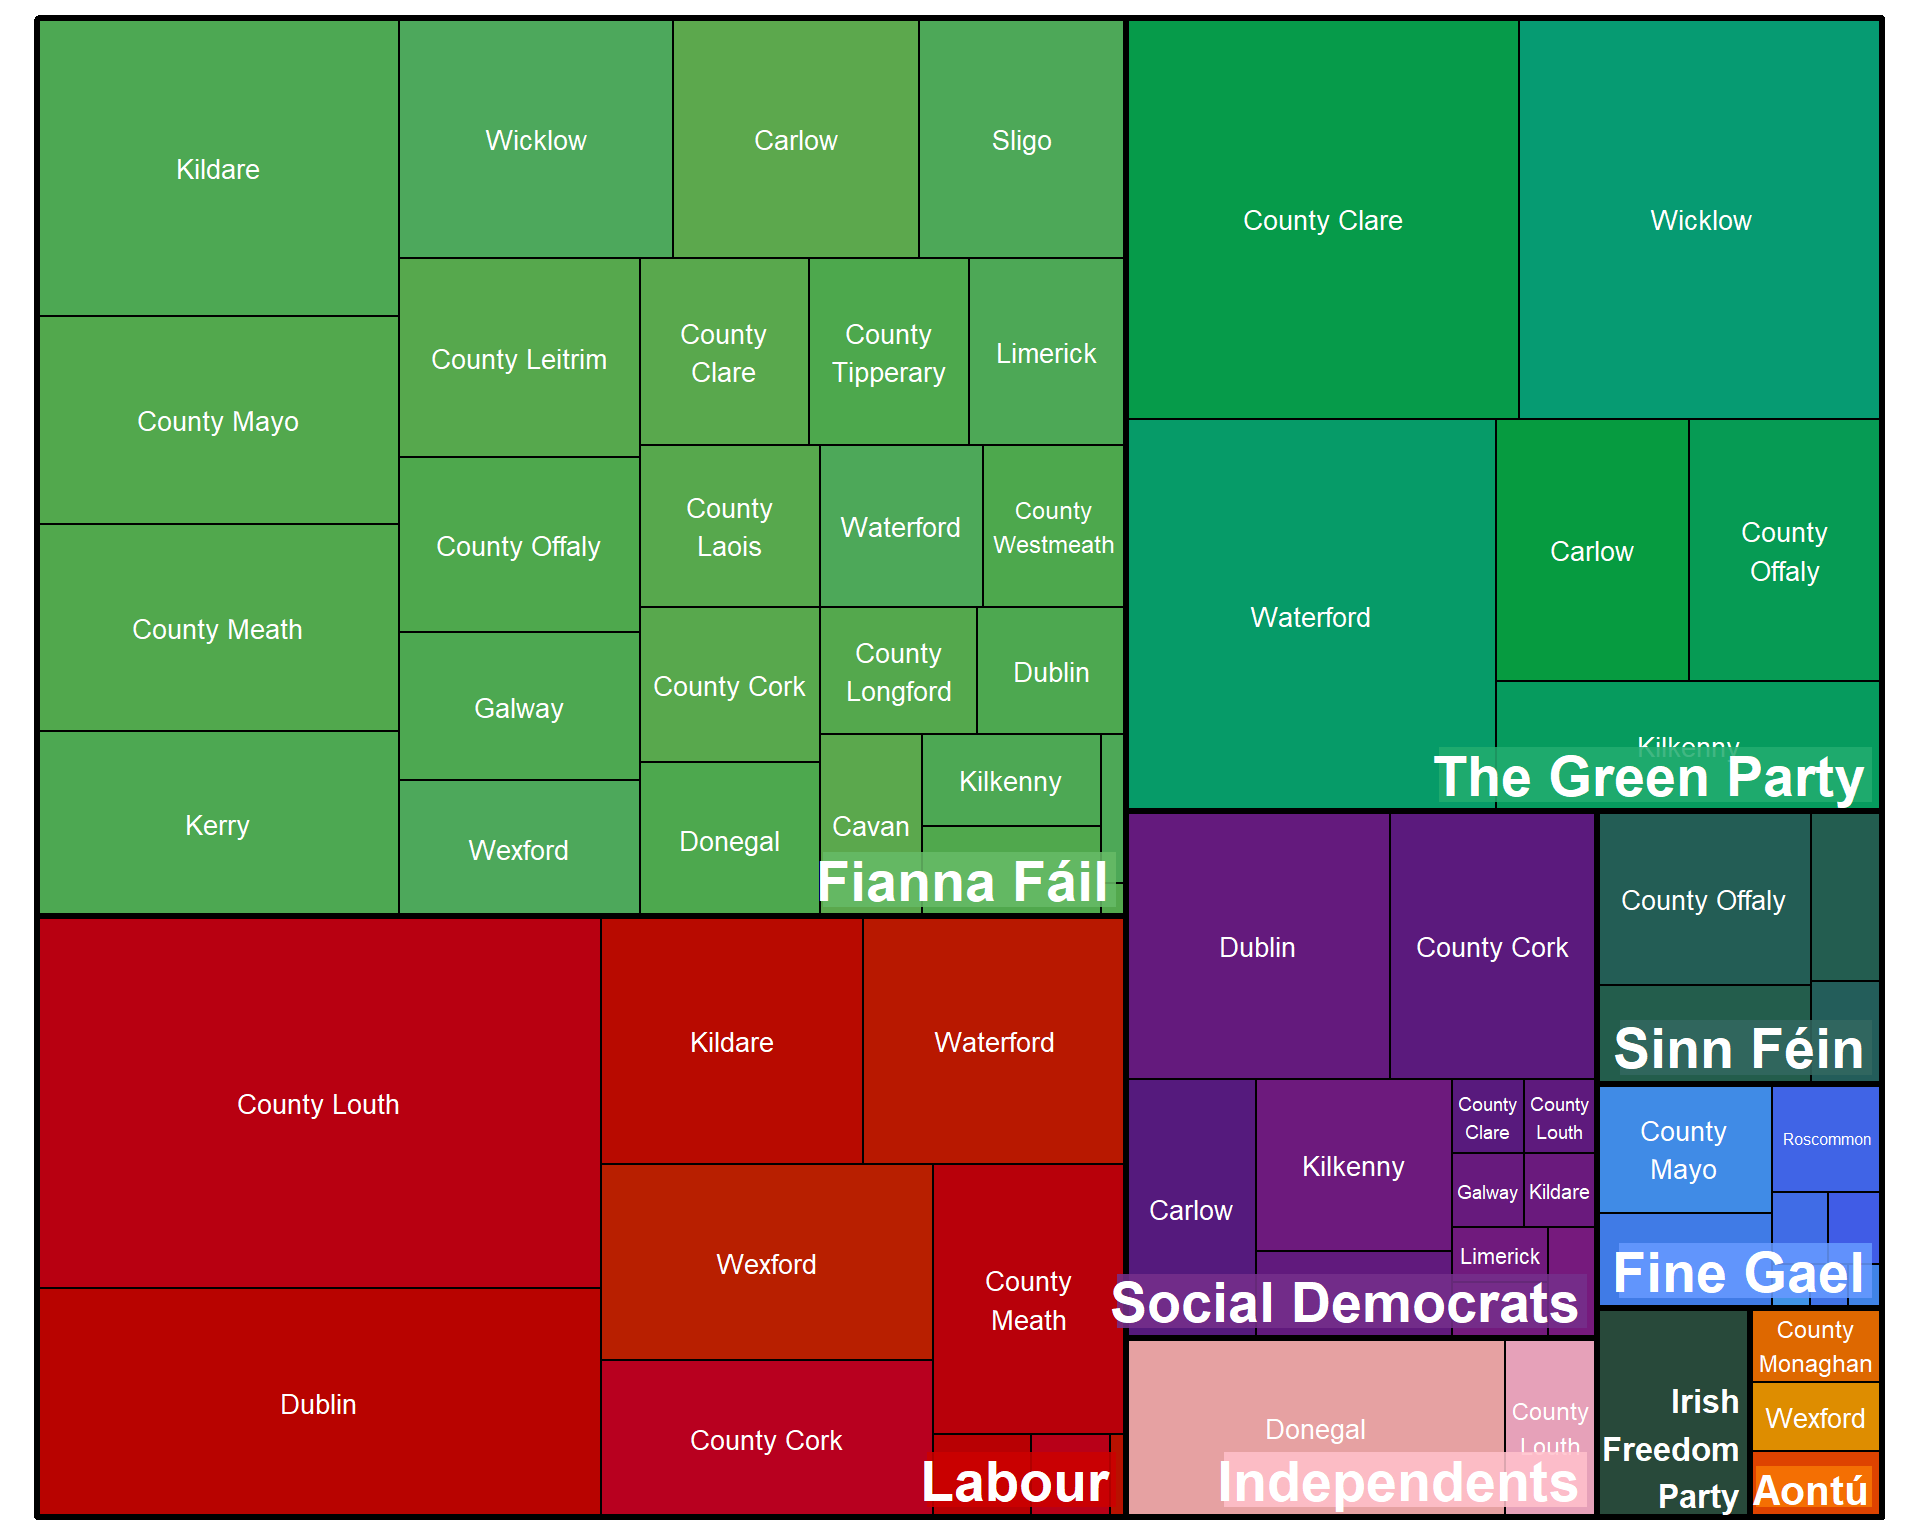 Kildare
Wicklow
Carlow
Sligo
County Mayo
County Leitrim
County
Clare
County
Tipperary
Limerick
County Meath
County Offaly
County
Laois
Waterford
County
Westmeath
Kerry
Galway
County Cork
County
Longford
Dublin
Wexford
Donegal
Cavan
Kilkenny
Fianna Fáil
County Clare
Wicklow
Waterford
Carlow
County
Offaly
Kilkenny
The Green Party
County Louth
Kildare
Waterford
Dublin
Wexford
County
Meath
County Cork
Labour
Dublin
County Cork
Carlow
Kilkenny
County
Clare
County
Louth
Galway
Kildare
Limerick
Social Democrats
County Offaly
Sinn Féin
County
Mayo
Roscommon
Fine Gael
Donegal
County
Louth
Independents
Irish
Freedom
Party
County
Monaghan
Wexford
Aontú